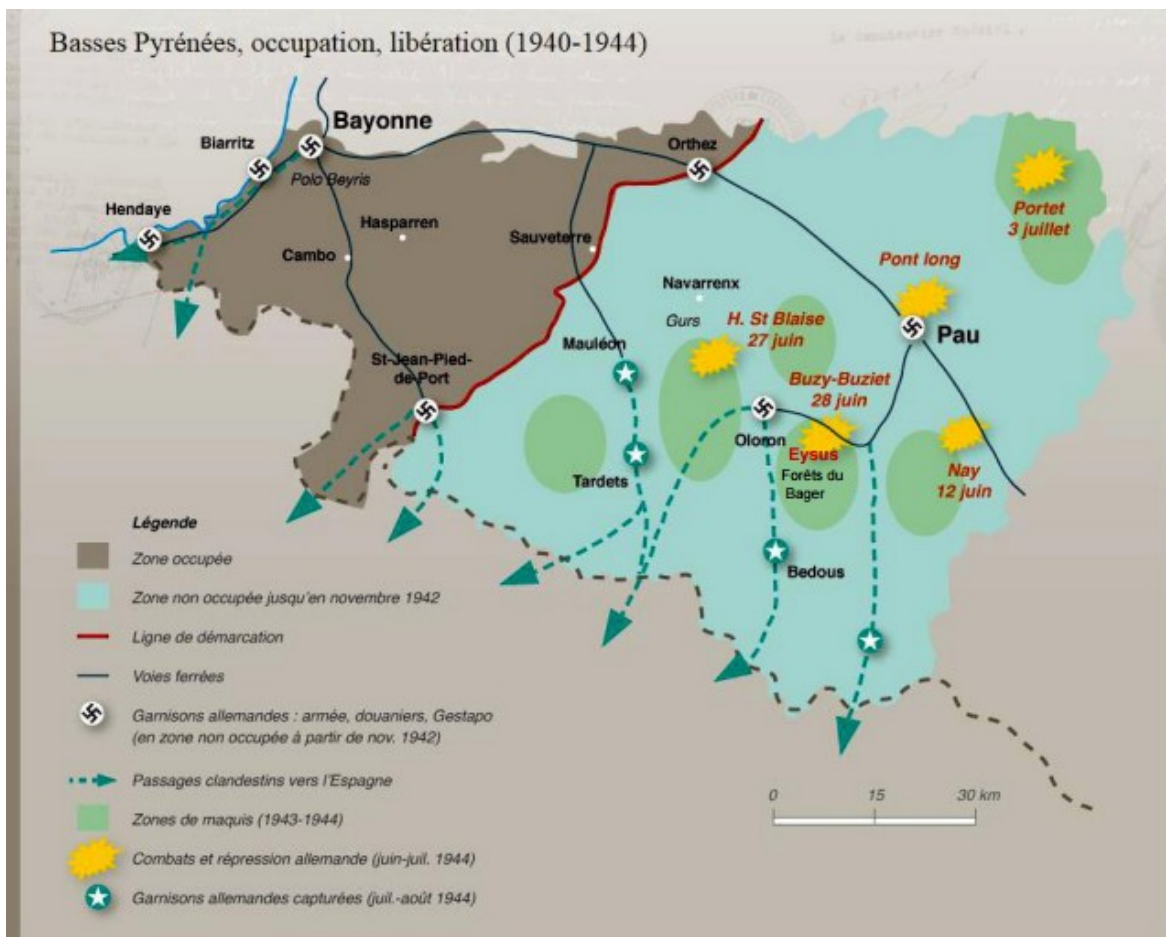 Basses Pyrénées, occupation, libération (1940-1944)
Bayonne
Biarritz
Orthez
Polo Beyris
Portet
3 juillet
Hendaye
Hasparren
Sauveterre
Cambo
Pont long
Navarrenx
Gurs
H. St Blaise
27 juin
Pau
Mauléon
St-Jean-Pied-
de-Port
Buzy-Buziet
28 juin
Oloron
Eysus
Forêts du
Bager
Nay
12 juin
Tardets
Bedous
Légende
Zone occupée
Zone non occupée jusqu'en novembre 1942
Ligne de démarcation
Voies ferrées
Garnisons allemandes : armée, douaniers, Gestapo
(en zone non occupée à partir de nov. 1942)
Passages clandestins vers l'Espagne
Zones de maquis (1943-1944)
Combats et répression allemande (juin-juil. 1944)
Garnisons allemandes capturées (juil.-août 1944)
0 15 30 km